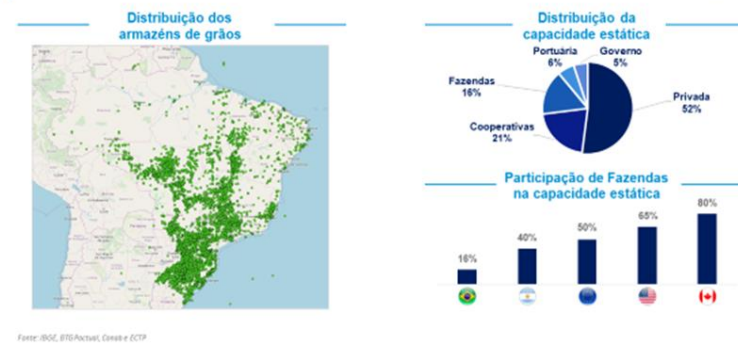 Distribuição dos
armazéns de grãos
Distribuição da
capacidade estática
Portuária
6%
Governo
5%
Fazendas
16%
Privada
52%
Cooperativas
21%
Participação de Fazendas
na capacidade estática
16%
40%
50%
65%
80%
Fonte: IBGE, BTG Pactual, Conab e ECTP